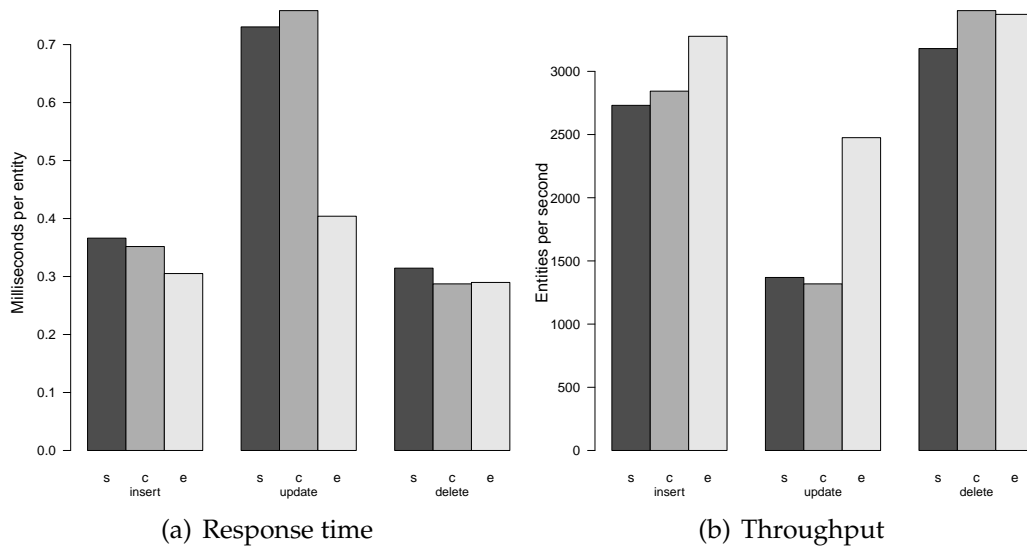 Milliseconds per entity
0.7
0.6
0.5
0.4
0.3
0.2
0.1
0.0
s c e s c e s c e
insert update delete
(a) Response time
Entities per second
3000
2500
2000
1500
1000
500
0
s c e s c e s c e
insert update delete
(b) Throughput